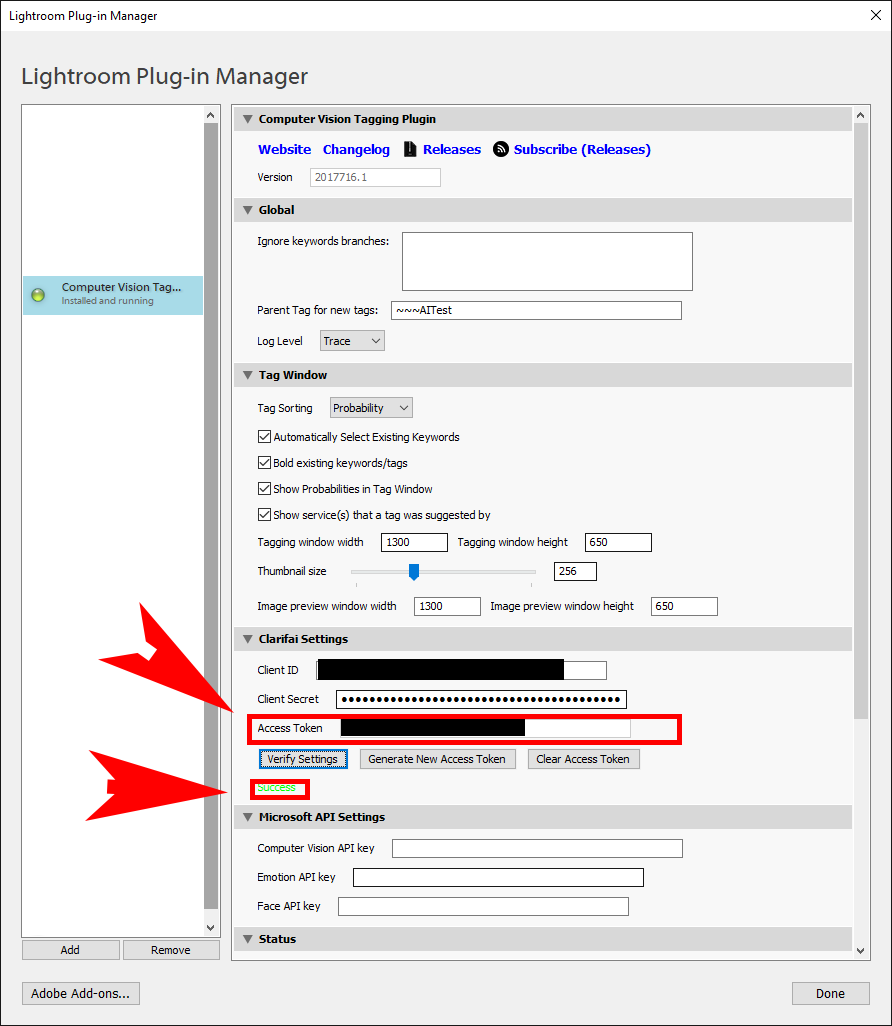 Lightroom Plug-in Manager
Lightroom Plug-in Manager
Computer Vision Tag...
Installed and running
Add Remove
Computer Vision Tagging Plugin
Website Changelog Releases Subscribe (Releases)
Version 2017716.1
Global
Ignore keywords branches:
Parent Tag for new tags: ~~~AITest
Log Level Trace
Tag Window
Tag Sorting Probability
Automatically Select Existing Keywords
Bold existing keywords/tags
Show Probabilities in Tag Window
Show service(s) that a tag was suggested by
Tagging window width 1300 Tagging window height 650
Thumbnail size 256
Image preview window width 1300 Image preview window height 650
Clarifai Settings
Client ID
Client Secret
Access Token
Verify Settings Generate New Access Token Clear Access Token
Success
Microsoft API Settings
Computer Vision API key
Emotion API key
Face API key
Status
Adobe Add-ons... Done